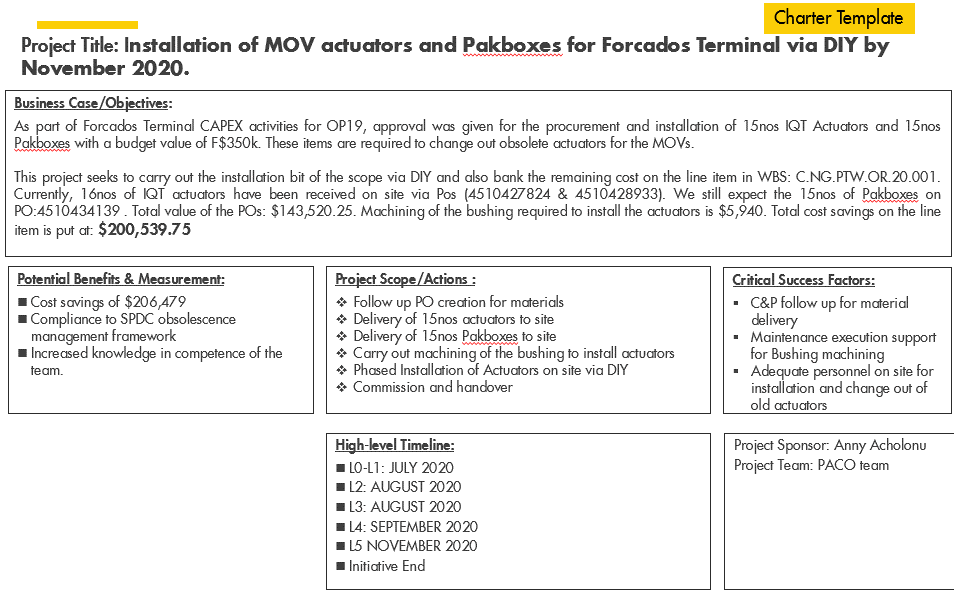 Charter Template
Project Title: Installation of MOV actuators and Pakboxes for Forcados Terminal via DIY by
November 2020.
Business Case/Objectives:
As part of Forcados Terminal CAPEX activities for OP19, approval was given for the procurement and installation of 15nos IQT Actuators and 15nos
Pakboxes with a budget value of F$350k. These items are required to change out obsolete actuators for the MOVs.
This project seeks to carry out the installation bit of the scope via DIY and also bank the remaining cost on the line item in WBS: C.NG.PTW.OR.20.001.
Currently, 16nos of IQT actuators have been received on site via Pos (4510427824 & 4510428933). We still expect the 15nos of Pakboxes on
PO:4510434139 . Total value of the POs: $143,520.25. Machining of the bushing required to install the actuators is $5,940. Total cost savings on the line
item is put at: $200,539.75
Potential Benefits & Measurement:
■ Cost savings of $206,479
■ Compliance to SPDC obsolescence
management framework
■ Increased knowledge in competence of the
team.
Project Scope/Actions :
❖ Follow up PO creation for materials
❖ Delivery of 15nos actuators to site
❖ Delivery of 15nos Pakboxes to site
❖ Carry out machining of the bushing to install actuators
❖ Phased Installation of Actuators on site via DIY
❖ Commission and handover
Critical Success Factors:
▪ C&P follow up for material
delivery
▪ Maintenance execution support
for Bushing machining
▪ Adequate personnel on site for
installation and change out of
old actuators
High-level Timeline:
■ L0-L1: JULY 2020
■ L2: AUGUST 2020
■ L3: AUGUST 2020
■ L4: SEPTEMBER 2020
■ L5 NOVEMBER 2020
■ Initiative End
Project Sponsor: Anny Acholonu
Project Team: PACO team